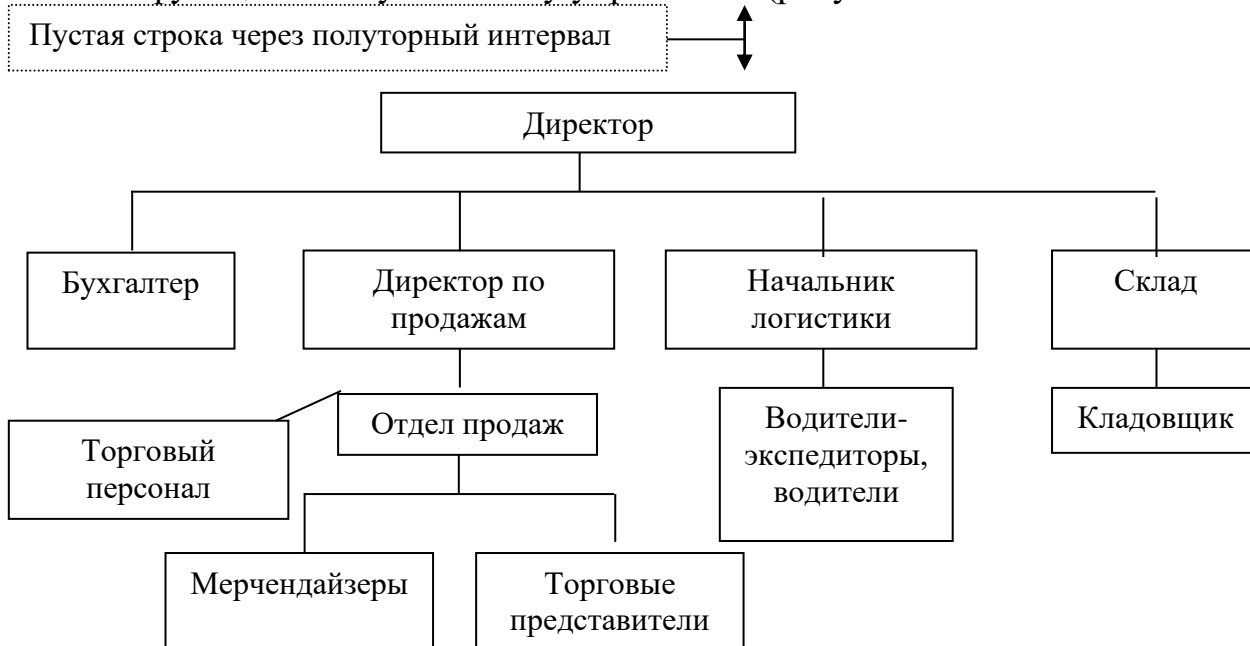 Пустая строка через полуторный интервал
Директор
Бухгалтер
Директор по
продажам
Начальник
логистики
Склад
Торговый
персонал
Отдел продаж
Водители-
экспедиторы,
водители
Кладовщик
Мерчендайзеры
Торговые
представители